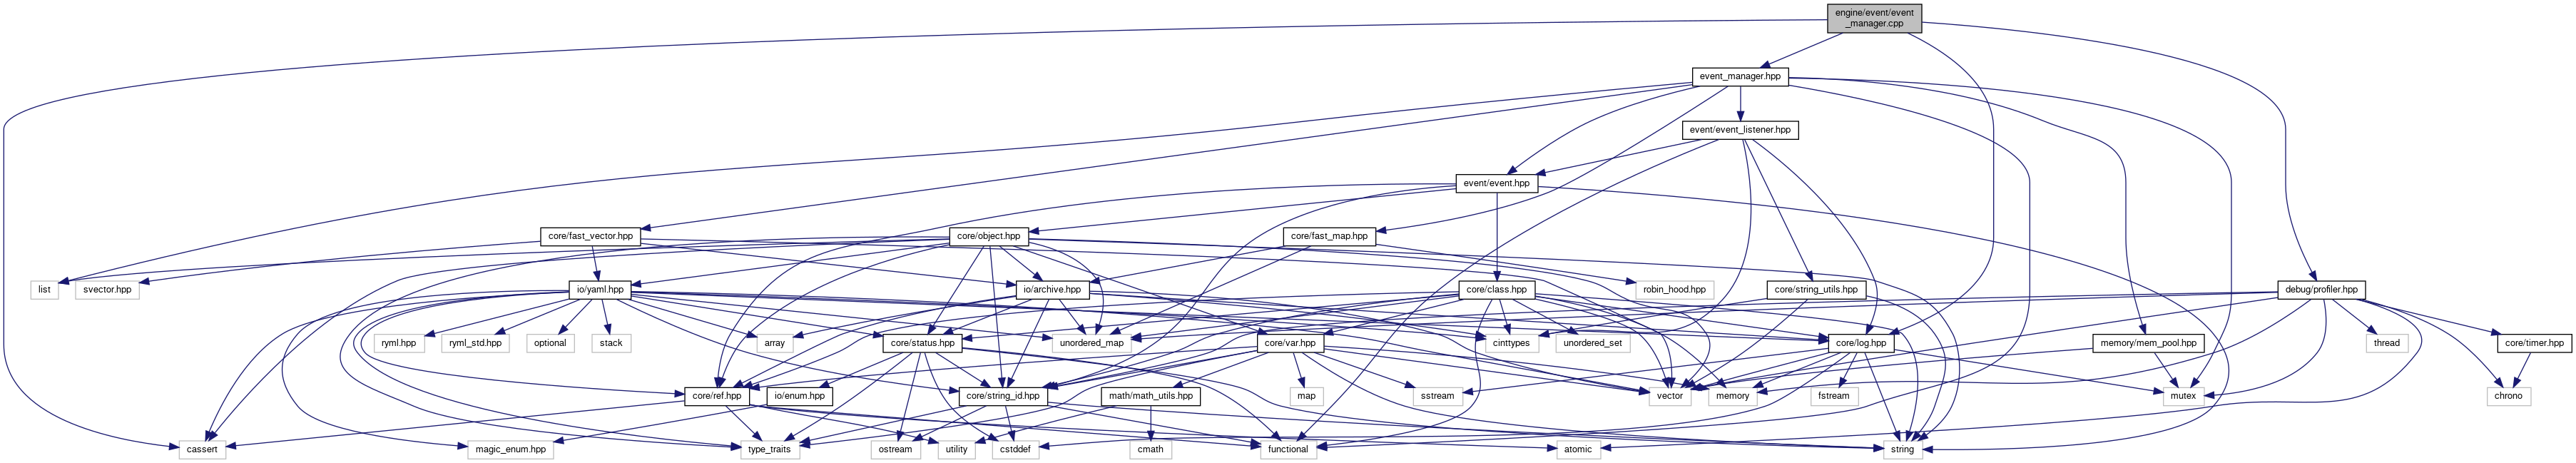 engine/event/event
_manager.cpp
event_manager.hpp
event/event_listener.hpp
event/event.hpp
core/fast_vector.hpp
core/object.hpp
core/fast_map.hpp
list
svector.hpp
io/yaml.hpp
io/archive.hpp
core/class.hpp
robin_hood.hpp
core/string_utils.hpp
debug/profiler.hpp
ryml.hpp
ryml_std.hpp
optional
stack
array
core/status.hpp
unordered_map
core/var.hpp
cinttypes
unordered_set
core/log.hpp
memory/mem_pool.hpp
thread
core/timer.hpp
core/ref.hpp
io/enum.hpp
core/string_id.hpp
math/math_utils.hpp
map
sstream
vector
memory
fstream
mutex
chrono
cassert
magic_enum.hpp
type_traits
ostream
utility
cstddef
cmath
functional
atomic
string